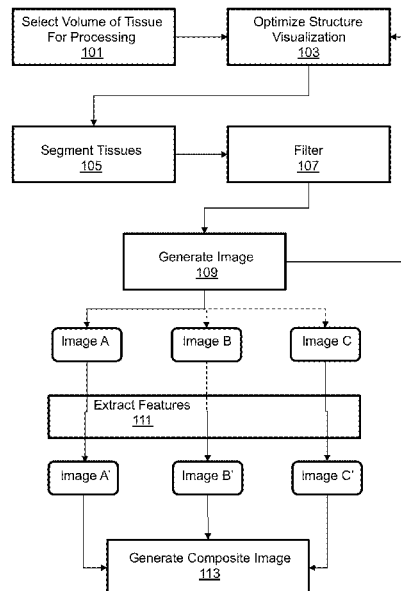 Select Volume of Tissue
For Processing
101
Optimize Structure
Visualization
103
Segment Tissues
105
Filter
107
Generate Image
109
Image A
Image B
Image C
Extract Features
111
Image A'
Image B'
Image C'
Generate Composite Image
113